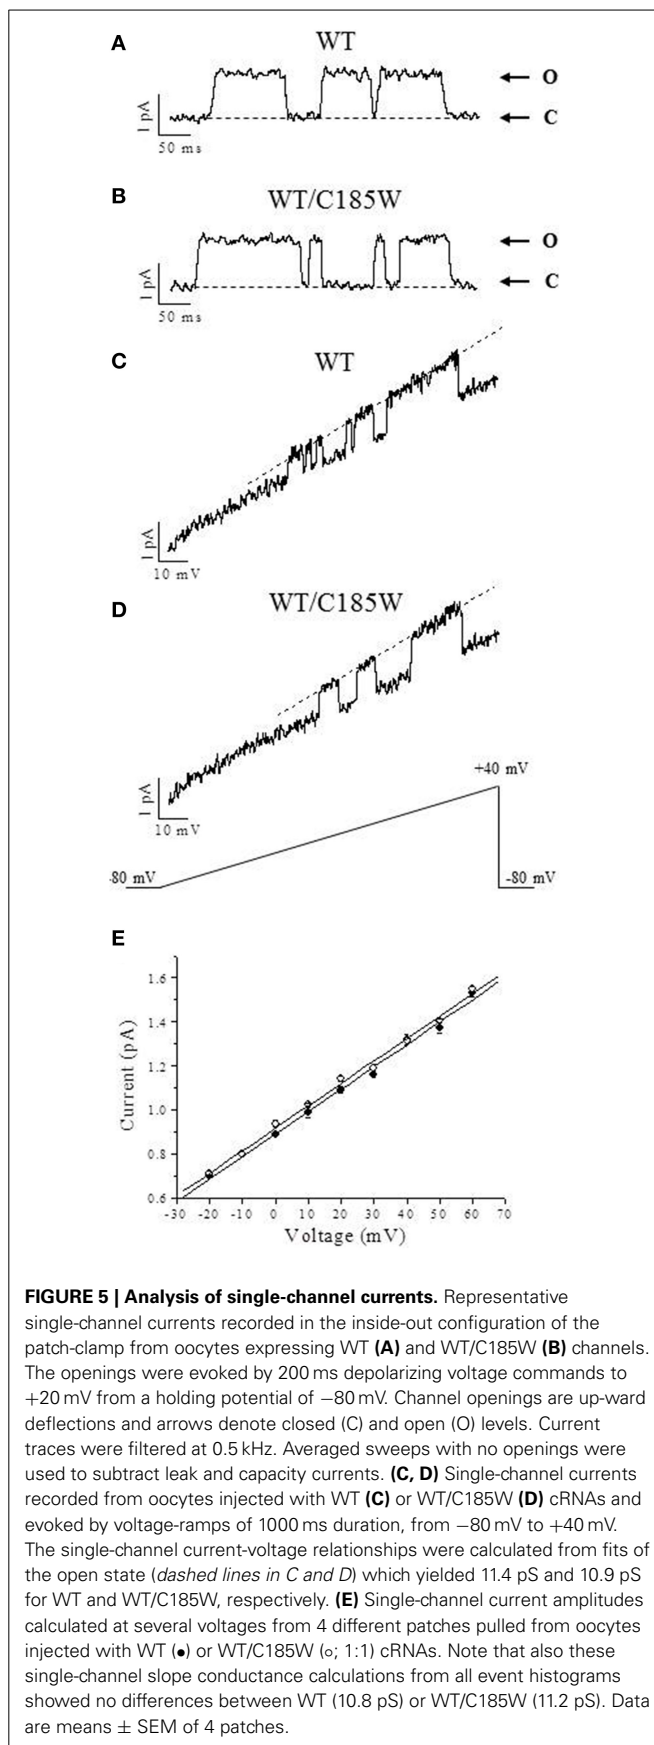 A
WT
O
C
1 pA
50 ms
B
WT/C185W
O
C
1 pA
50 ms
C
WT
1 pA
10 mV
D
WT/C185W
1 pA
10 mV
+40 mV
-80 mV
-80 mV
E
1.6
1.4
1.2
1.0
0.8
0.6
Current (pA)
-30 -20 -10 0 10 20 30 40 50 60 70
Voltage (mV)
FIGURE 5 | Analysis of single-channel currents. Representative
single-channel currents recorded in the inside-out configuration of the
patch-clamp from oocytes expressing WT (A) and WT/C185W (B) channels.
The openings were evoked by 200 ms depolarizing voltage commands to
+20 mV from a holding potential of −80 mV. Channel openings are up-ward
deflections and arrows denote closed (C) and open (O) levels. Current
traces were filtered at 0.5 kHz. Averaged sweeps with no openings were
used to subtract leak and capacity currents. (C, D) Single-channel currents
recorded from oocytes injected with WT (C) or WT/C185W (D) cRNAs and
evoked by voltage-ramps of 1000 ms duration, from −80 mV to +40 mV.
The single-channel current-voltage relationships were calculated from fits of
the open state (dashed lines in C and D) which yielded 11.4 pS and 10.9 pS
for WT and WT/C185W, respectively. (E) Single-channel current amplitudes
calculated at several voltages from 4 different patches pulled from oocytes
injected with WT (●) or WT/C185W (○; 1:1) cRNAs. Note that also these
single-channel slope conductance calculations from all event histograms
showed no differences between WT (10.8 pS) or WT/C185W (11.2 pS). Data
are means ± SEM of 4 patches.